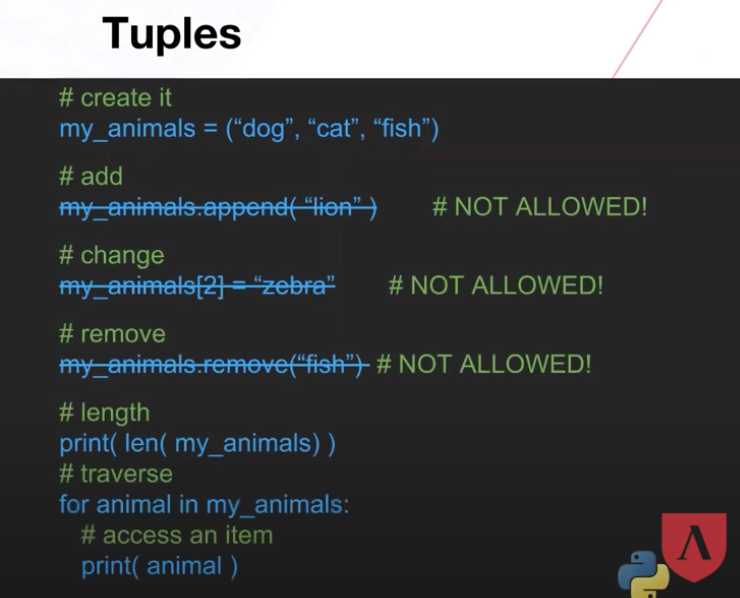 Tuples
# create it
my_animals = (“dog”, “cat”, “fish”)
# add
my_animals.append( “lion” ) # NOT ALLOWED!
# change
my_animals[2] = “zebra” # NOT ALLOWED!
# remove
my_animals.remove(“fish”) # NOT ALLOWED!
# length
print( len( my_animals) )
# traverse
for animal in my_animals:
# access an item
print( animal )